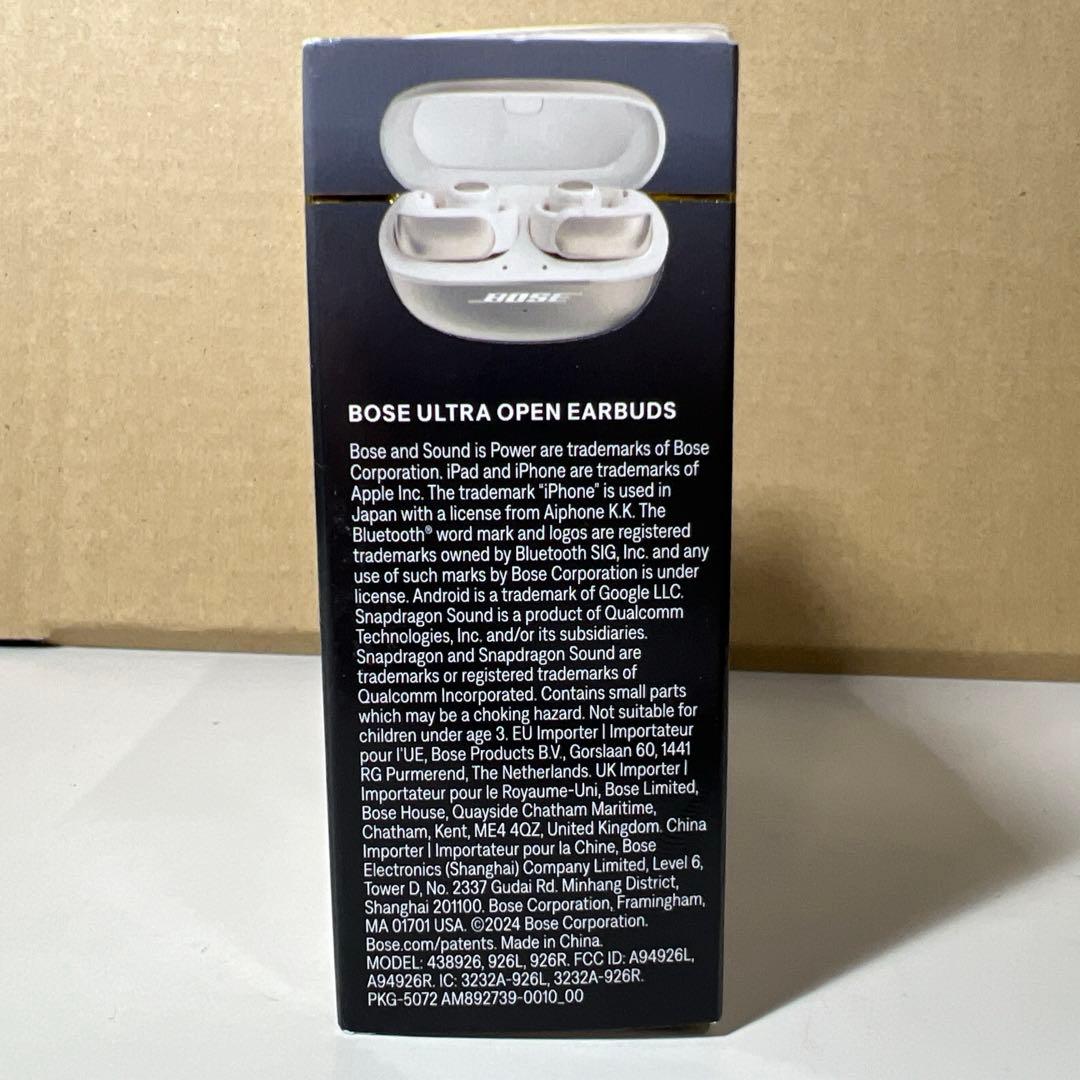 BOSE
BOSE ULTRA OPEN EARBUDS
Bose and Sound is Power are trademarks of Bose
Corporation. iPad and iPhone are trademarks of
Apple Inc. The trademark “iPhone” is used in
Japan with a license from Aiphone K.K. The
Bluetooth® word mark and logos are registered
trademarks owned by Bluetooth SIG, Inc. and any
use of such marks by Bose Corporation is under
license. Android is a trademark of Google LLC.
Snapdragon Sound is a product of Qualcomm
Technologies, Inc. and/or its subsidiaries.
Snapdragon and Snapdragon Sound are
trademarks or registered trademarks of
Qualcomm Incorporated. Contains small parts
which may be a choking hazard. Not suitable for
children under age 3. EU Importer | Importateur
pour l'UE, Bose Products B.V., Gorslaan 60, 1441
RG Purmerend, The Netherlands. UK Importer |
Importateur pour le Royaume-Uni, Bose Limited,
Bose House, Quayside Chatham Maritime,
Chatham, Kent, ME4 4QZ, United Kingdom. China
Importer | Importateur pour la Chine, Bose
Electronics (Shanghai) Company Limited, Level 6,
Tower D, No. 2337 Gudai Rd. Minhang District,
Shanghai 201100. Bose Corporation, Framingham,
MA 01701 USA. ©2024 Bose Corporation.
Bose.com/patents. Made in China.
MODEL: 438926, 926L, 926R. FCC ID: A94926L,
A94926R. IC: 3232A-926L, 3232A-926R.
PKG-5072 AM892739-0010_00